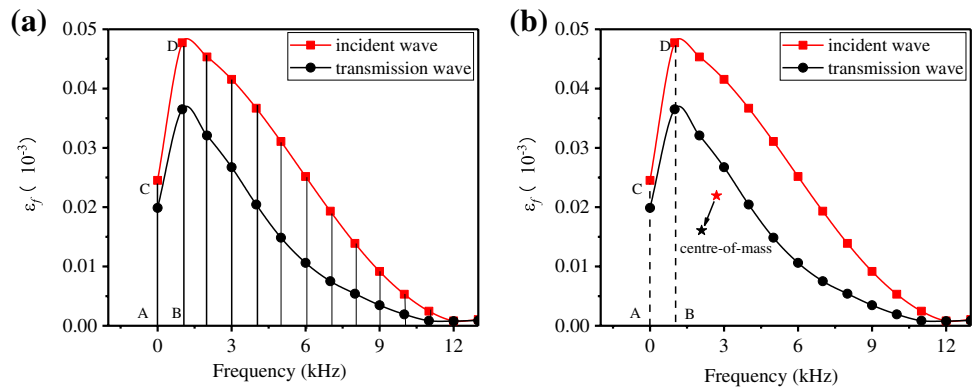 (a)
0.05
0.04
0.03
0.02
0.01
0.00
εf( 10-3)
D
C
A
B
incident wave
transmission wave
0 3 6 9 12
Frequency (kHz)
(b)
0.05
0.04
0.03
0.02
0.01
0.00
εf( 10-3)
D
C
A
B
incident wave
transmission wave
centre-of-mass
0 3 6 9 12
Frequency (kHz)